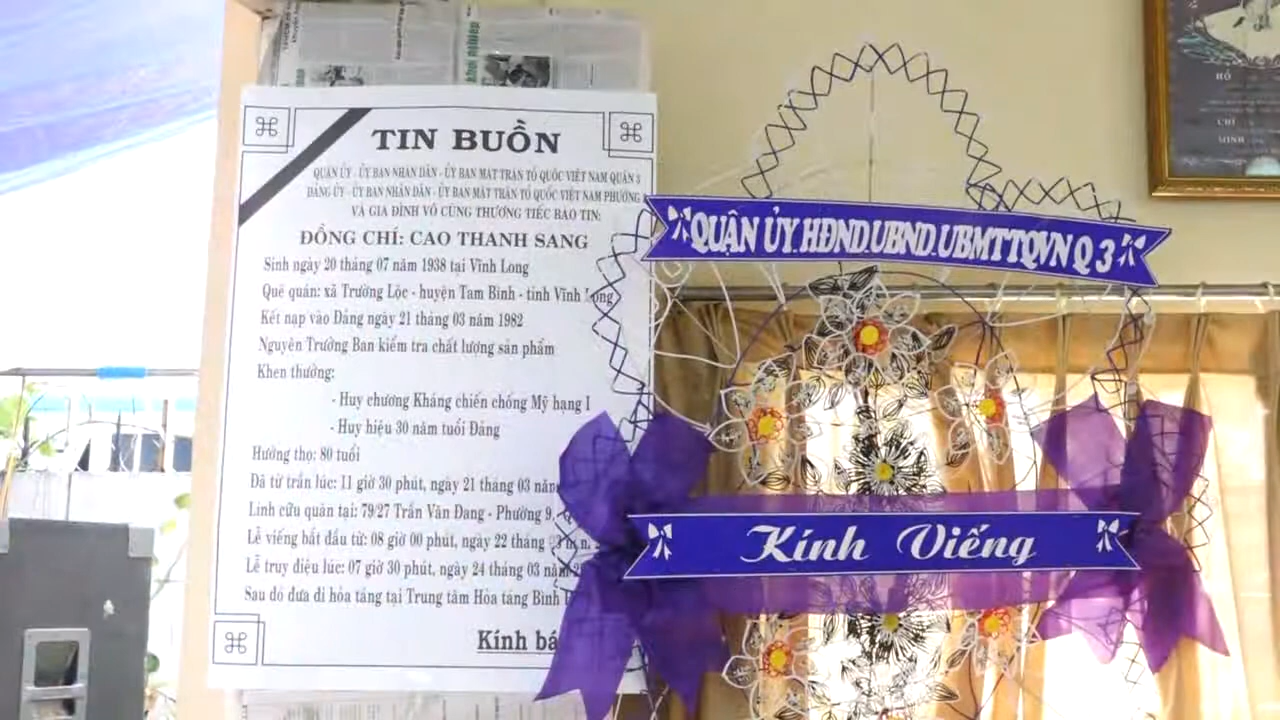 TIN BUỒN
QUẬN ỦY - ỦY BAN NHÂN DÂN - ỦY BAN MẶT TRẬN TỔ QUỐC VIỆT NAM QUẬN 3
ĐẢNG ỦY - ỦY BAN NHÂN DÂN - ỦY BAN MẶT TRẬN TỔ QUỐC VIỆT NAM PHƯỜNG
VÀ GIA ĐÌNH VÔ CÙNG THƯƠNG TIẾC BÁO TIN:
ĐỒNG CHÍ: CAO THANH SANG
Sinh ngày 20 tháng 07 năm 1938 tại Vĩnh Long
Quê quán: xã Trường Lộc - huyện Tam Bình - tỉnh Vĩnh Long
Kết nạp vào Đảng ngày 21 tháng 03 năm 1982
Nguyên Trưởng Ban kiểm tra chất lượng sản phẩm
Khen thưởng:
- Huy chương Kháng chiến chống Mỹ hạng I
- Huy hiệu 30 năm tuổi Đảng
Hưởng thọ: 80 tuổi
Đã từ trần lúc: 11 giờ 30 phút, ngày 21 tháng 03 năm
Linh cữu quàn tại: 79/27 Trần Văn Đang - Phường 9,
Lễ viếng bắt đầu từ: 08 giờ 00 phút, ngày 22 tháng
Lễ truy điệu lúc: 07 giờ 30 phút, ngày 24 tháng 03 năm
Sau đó đưa đi hỏa táng tại Trung tâm Hỏa táng Bình
Kính
QUẬN ỦY. HĐND.UBND.UBMTTQVN Q 3
Kính Viếng
HỒ
CHÍ
MINH